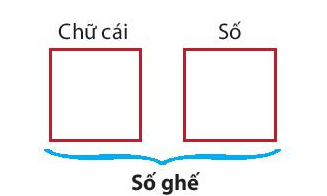 Chữ cái Số
Số ghế